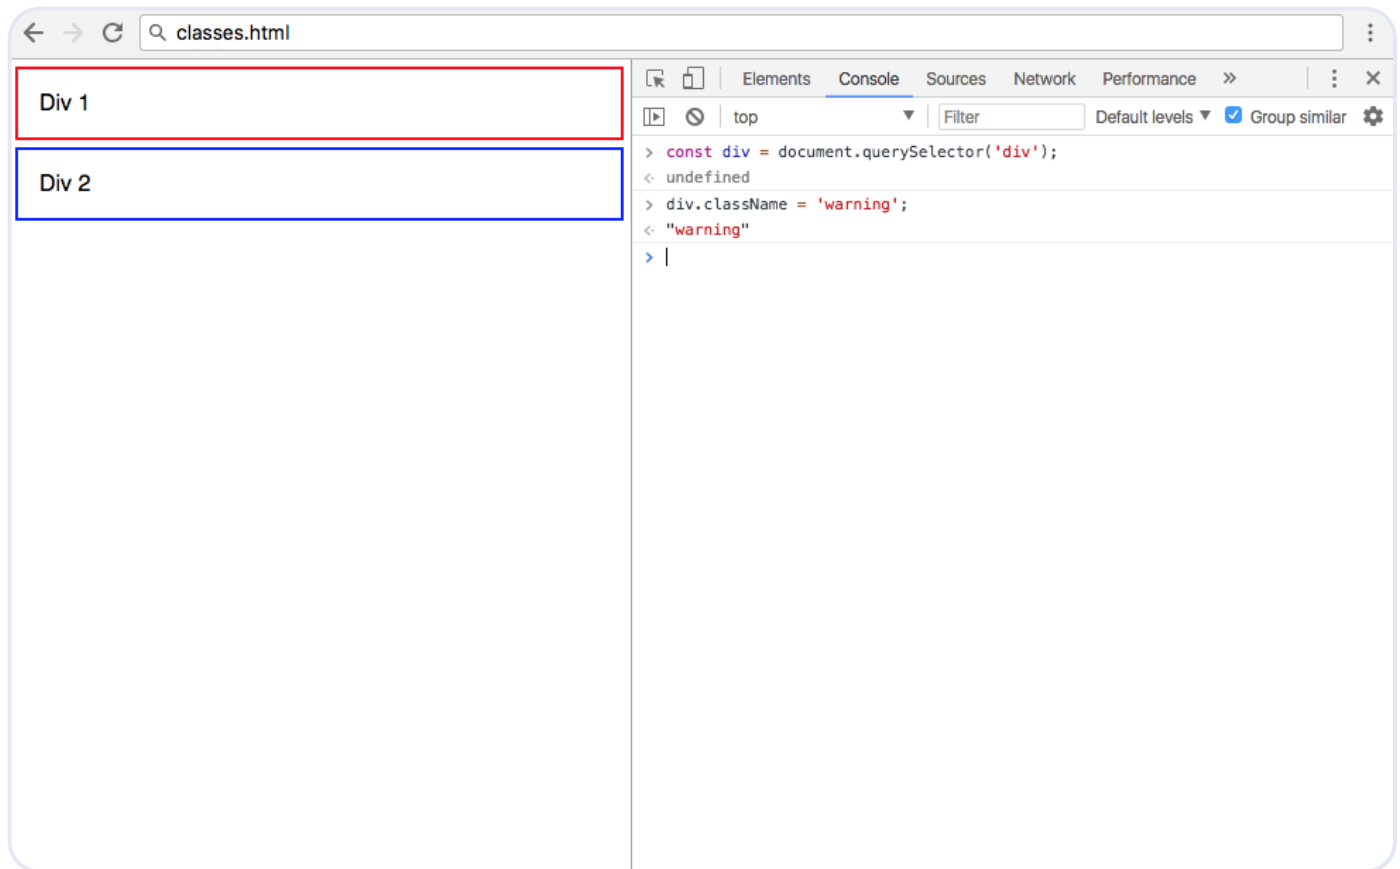 classes.html
Div 1
Div 2
Elements Console Sources Network Performance »
top Filter Default levels Group similar
> const div = document.querySelector('div');
undefined
> div.className = 'warning';
"warning"
>